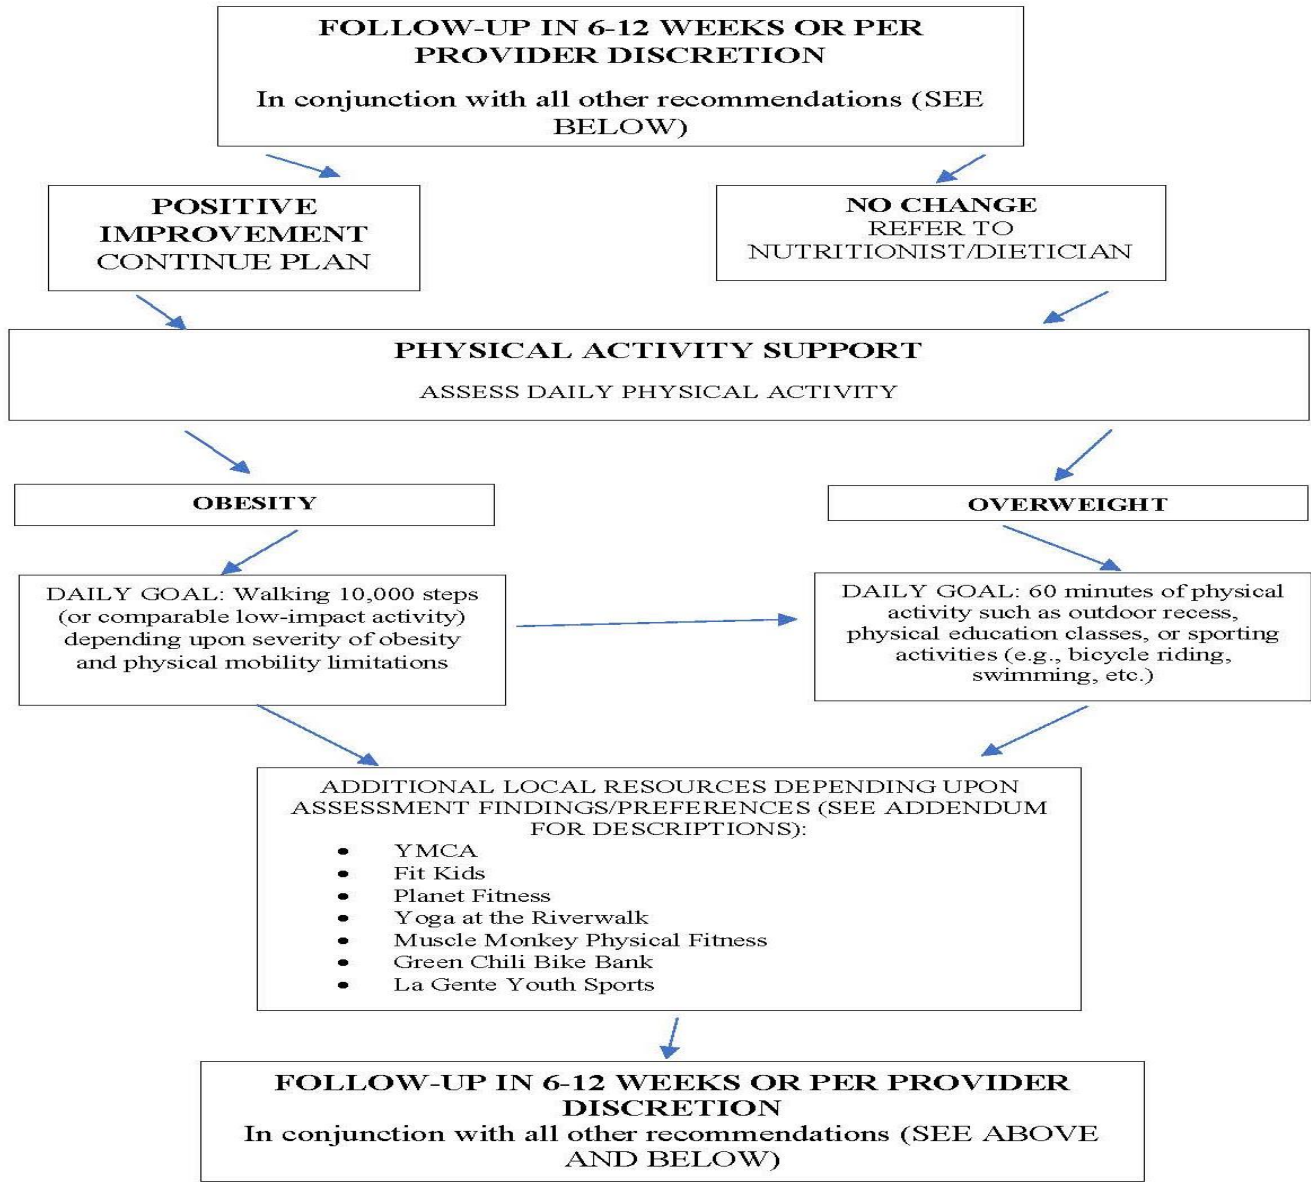 FOLLOW-UP IN 6-12 WEEKS OR PER
PROVIDER DISCRETION
In conjunction with all other recommendations (SEE
BELOW)
POSITIVE
IMPROVEMENT
CONTINUE PLAN
NO CHANGE
REFER TO
NUTRITIONIST/DIETICIAN
PHYSICAL ACTIVITY SUPPORT
ASSESS DAILY PHYSICAL ACTIVITY
OBESITY
OVERWEIGHT
DAILY GOAL: Walking 10,000 steps
(or comparable low-impact activity)
depending upon severity of obesity
and physical mobility limitations
DAILY GOAL: 60 minutes of physical
activity such as outdoor recess,
physical education classes, or sporting
activities (e.g., bicycle riding,
swimming, etc.)
ADDITIONAL LOCAL RESOURCES DEPENDING UPON
ASSESSMENT FINDINGS/PREFERENCES (SEE ADDENDUM
FOR DESCRIPTIONS):
• YMCA
• Fit Kids
• Planet Fitness
• Yoga at the Riverwalk
• Muscle Monkey Physical Fitness
• Green Chili Bike Bank
• La Gente Youth Sports
FOLLOW-UP IN 6-12 WEEKS OR PER PROVIDER
DISCRETION
In conjunction with all other recommendations (SEE ABOVE
AND BELOW)